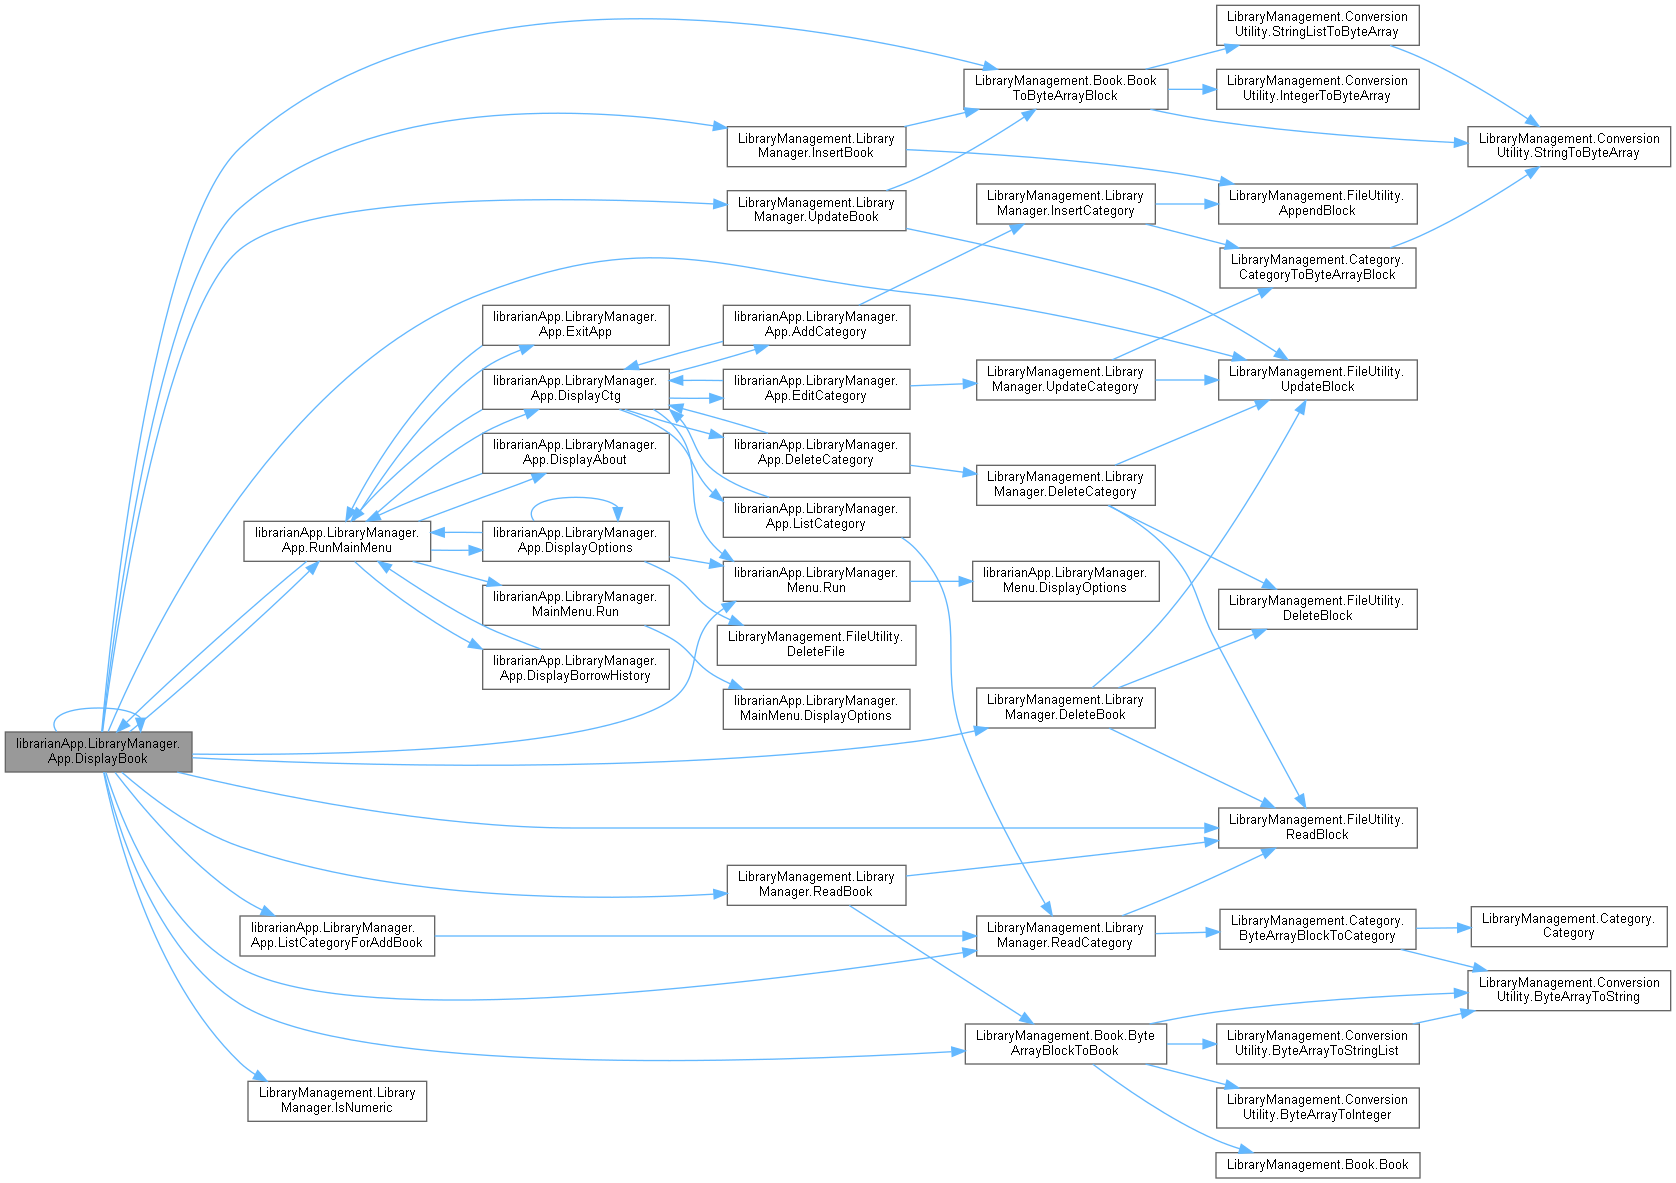 LibraryManagement.Conversion
Utility.StringListToByteArray
LibraryManagement.Book.Book
ToByteArrayBlock
LibraryManagement.Conversion
Utility.IntegerToByteArray
LibraryManagement.Library
Manager.InsertBook
LibraryManagement.Conversion
Utility.StringToByteArray
LibraryManagement.Library
Manager.UpdateBook
LibraryManagement.Library
Manager.InsertCategory
LibraryManagement.FileUtility.
AppendBlock
LibraryManagement.Category.
CategoryToByteArrayBlock
librarianApp.LibraryManager.
App.ExitApp
librarianApp.LibraryManager.
App.AddCategory
librarianApp.LibraryManager.
App.DisplayCtg
librarianApp.LibraryManager.
App.EditCategory
LibraryManagement.Library
Manager.UpdateCategory
LibraryManagement.FileUtility.
UpdateBlock
librarianApp.LibraryManager.
App.DisplayAbout
librarianApp.LibraryManager.
App.DeleteCategory
LibraryManagement.Library
Manager.DeleteCategory
librarianApp.LibraryManager.
App.ListCategory
librarianApp.LibraryManager.
App.RunMainMenu
librarianApp.LibraryManager.
App.DisplayOptions
librarianApp.LibraryManager.
Menu.Run
librarianApp.LibraryManager.
Menu.DisplayOptions
librarianApp.LibraryManager.
MainMenu.Run
LibraryManagement.FileUtility.
DeleteBlock
LibraryManagement.FileUtility.
DeleteFile
librarianApp.LibraryManager.
App.DisplayBorrowHistory
librarianApp.LibraryManager.
MainMenu.DisplayOptions
LibraryManagement.Library
Manager.DeleteBook
librarianApp.LibraryManager.
App.DisplayBook
LibraryManagement.FileUtility.
ReadBlock
LibraryManagement.Library
Manager.ReadBook
librarianApp.LibraryManager.
App.ListCategoryForAddBook
LibraryManagement.Library
Manager.ReadCategory
LibraryManagement.Category.
ByteArrayBlockToCategory
LibraryManagement.Category.
Category
LibraryManagement.Conversion
Utility.ByteArrayToString
LibraryManagement.Book.Byte
ArrayBlockToBook
LibraryManagement.Conversion
Utility.ByteArrayToStringList
LibraryManagement.Library
Manager.IsNumeric
LibraryManagement.Conversion
Utility.ByteArrayToInteger
LibraryManagement.Book.Book